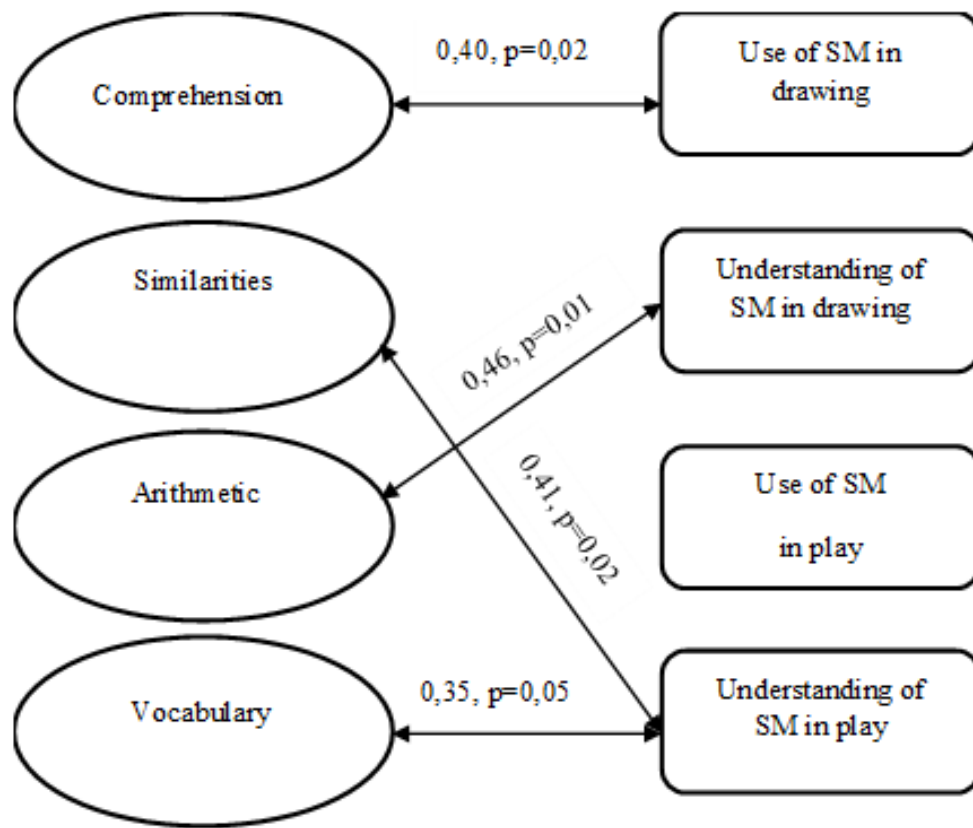 0,40, p=0,02
Comprehension
Use of SM in
drawing
Similarities
Understanding of
SM in drawing
0,46, p=0,01
Arithmetic
0,41, p=0,02
Use of SM
in play
Vocabulary
0,35, p=0,05
Understanding of
SM in play